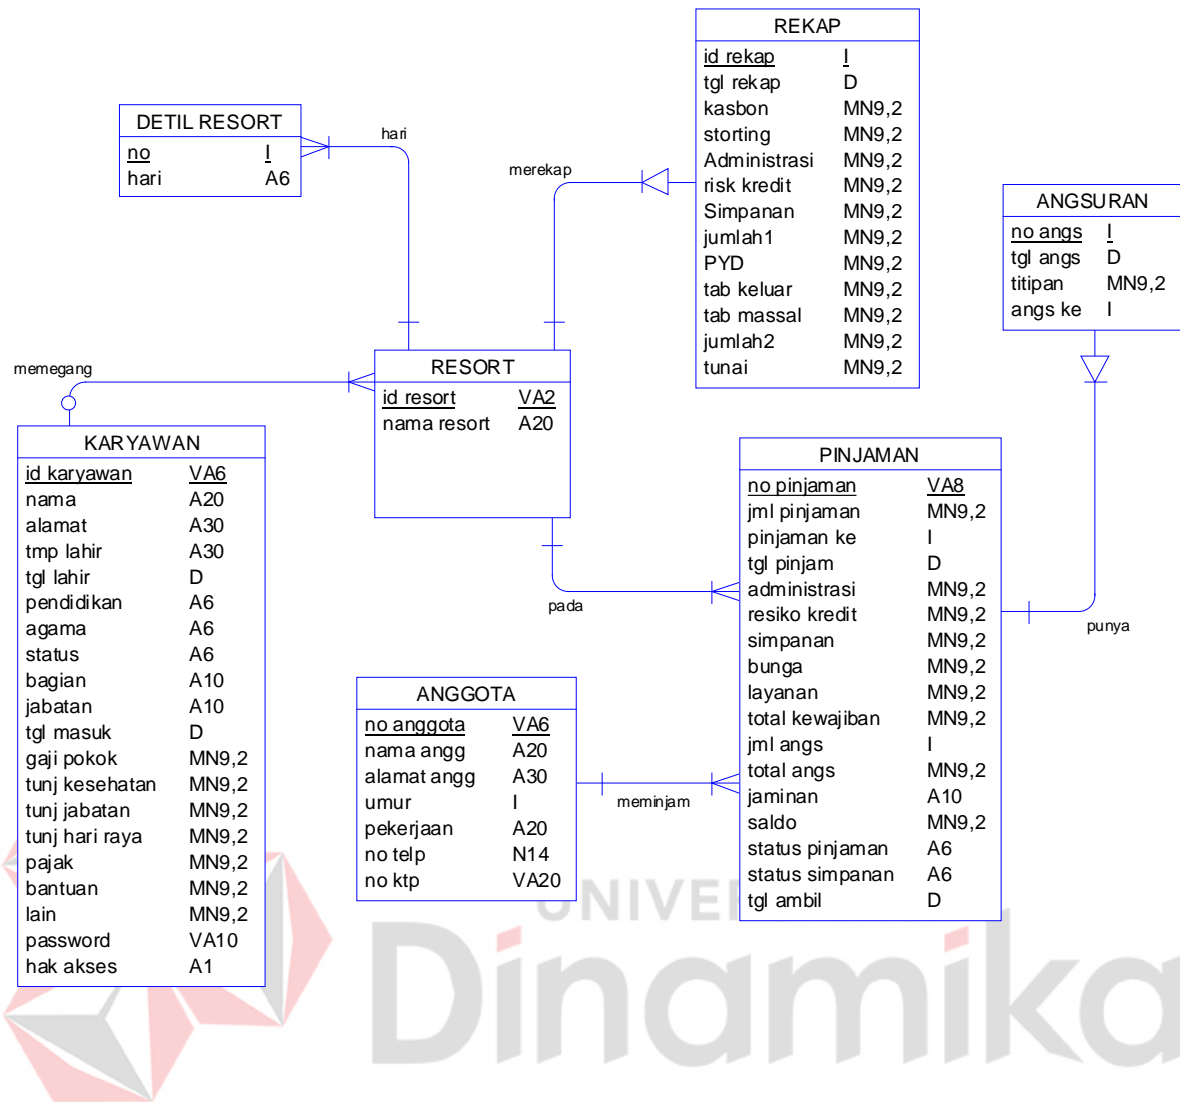 REKAP
id rekap I
tgl rekap D
kasbon MN9,2
storting MN9,2
Administrasi MN9,2
risk kredit MN9,2
Simpanan MN9,2
jumlah1 MN9,2
PYD MN9,2
tab keluar MN9,2
tab massal MN9,2
jumlah2 MN9,2
tunai MN9,2
DETIL RESORT
no I
hari A6
hari
merekap
ANGSURAN
no angs I
tgl angs D
titipan MN9,2
angs ke I
memegang
RESORT
id resort VA2
nama resort A20
KARYAWAN
id karyawan VA6
nama A20
alamat A30
tmp lahir A30
tgl lahir D
pendidikan A6
agama A6
status A6
bagian A10
jabatan A10
tgl masuk D
gaji pokok MN9,2
tunj kesehatan MN9,2
tunj jabatan MN9,2
tunj hari raya MN9,2
pajak MN9,2
bantuan MN9,2
lain MN9,2
password VA10
hak akses A1
PINJAMAN
no pinjaman VA8
jml pinjaman MN9,2
pinjaman ke I
tgl pinjam D
administrasi MN9,2
resiko kredit MN9,2
simpanan MN9,2
bunga MN9,2
layanan MN9,2
total kewajiban MN9,2
jml angs I
total angs MN9,2
jaminan A10
saldo MN9,2
status pinjaman A6
status simpanan A6
tgl ambil D
pada
punya
ANGGOTA
no anggota VA6
nama angg A20
alamat angg A30
umur I
pekerjaan A20
no telp N14
no ktp VA20
meminjam
Dinamika